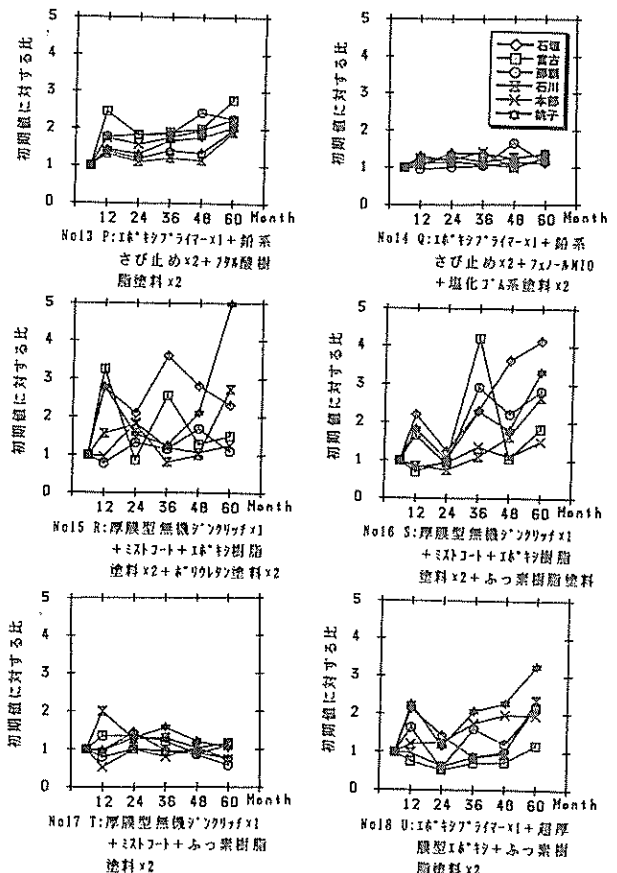 初期値に対する比
5
4
3
2
1
0
12 24 36 48 60 Month
No13 P:ｴﾎﾟｷｼﾌﾟﾗｲﾏｰ×1+鉛系
さび止め×2+ﾌﾀﾙ酸樹
脂塗料×2
初期値に対する比
5
4
3
2
1
0
石垣
宮古
那覇
石川
本部
銚子
12 24 36 48 60 Month
No14 Q:ｴﾎﾟｷｼﾌﾟﾗｲﾏｰ×1+鉛系
さび止め×2+ﾌｪﾉｰﾙMIO
+塩化ｺﾞﾑ系塗料×2
初期値に対する比
5
4
3
2
1
0
12 24 36 48 60 Month
No15 R:厚膜型無機ｼﾞﾝｸﾘｯﾁ×1
+ﾐｽﾄｺｰﾄ+ｴﾎﾟｷｼ樹脂
塗料×2+ﾎﾟﾘｳﾚﾀﾝ塗料×2
初期値に対する比
5
4
3
2
1
0
12 24 36 48 60 Month
No16 S:厚膜型無機ｼﾞﾝｸﾘｯﾁ×1
+ﾐｽﾄｺｰﾄ+ｴﾎﾟｷｼ樹脂
塗料×2+ふっ素樹脂塗料
初期値に対する比
5
4
3
2
1
0
12 24 36 48 60 Month
No17 T:厚膜型無機ｼﾞﾝｸﾘｯﾁ×1
+ﾐｽﾄｺｰﾄ+ふっ素樹脂
塗料×2
初期値に対する比
5
4
3
2
1
0
12 24 36 48 60 Month
No18 U:ｴﾎﾟｷｼﾌﾟﾗｲﾏｰ×1+超厚
膜型ｴﾎﾟｷｼ+ふっ素樹
脂塗料×2